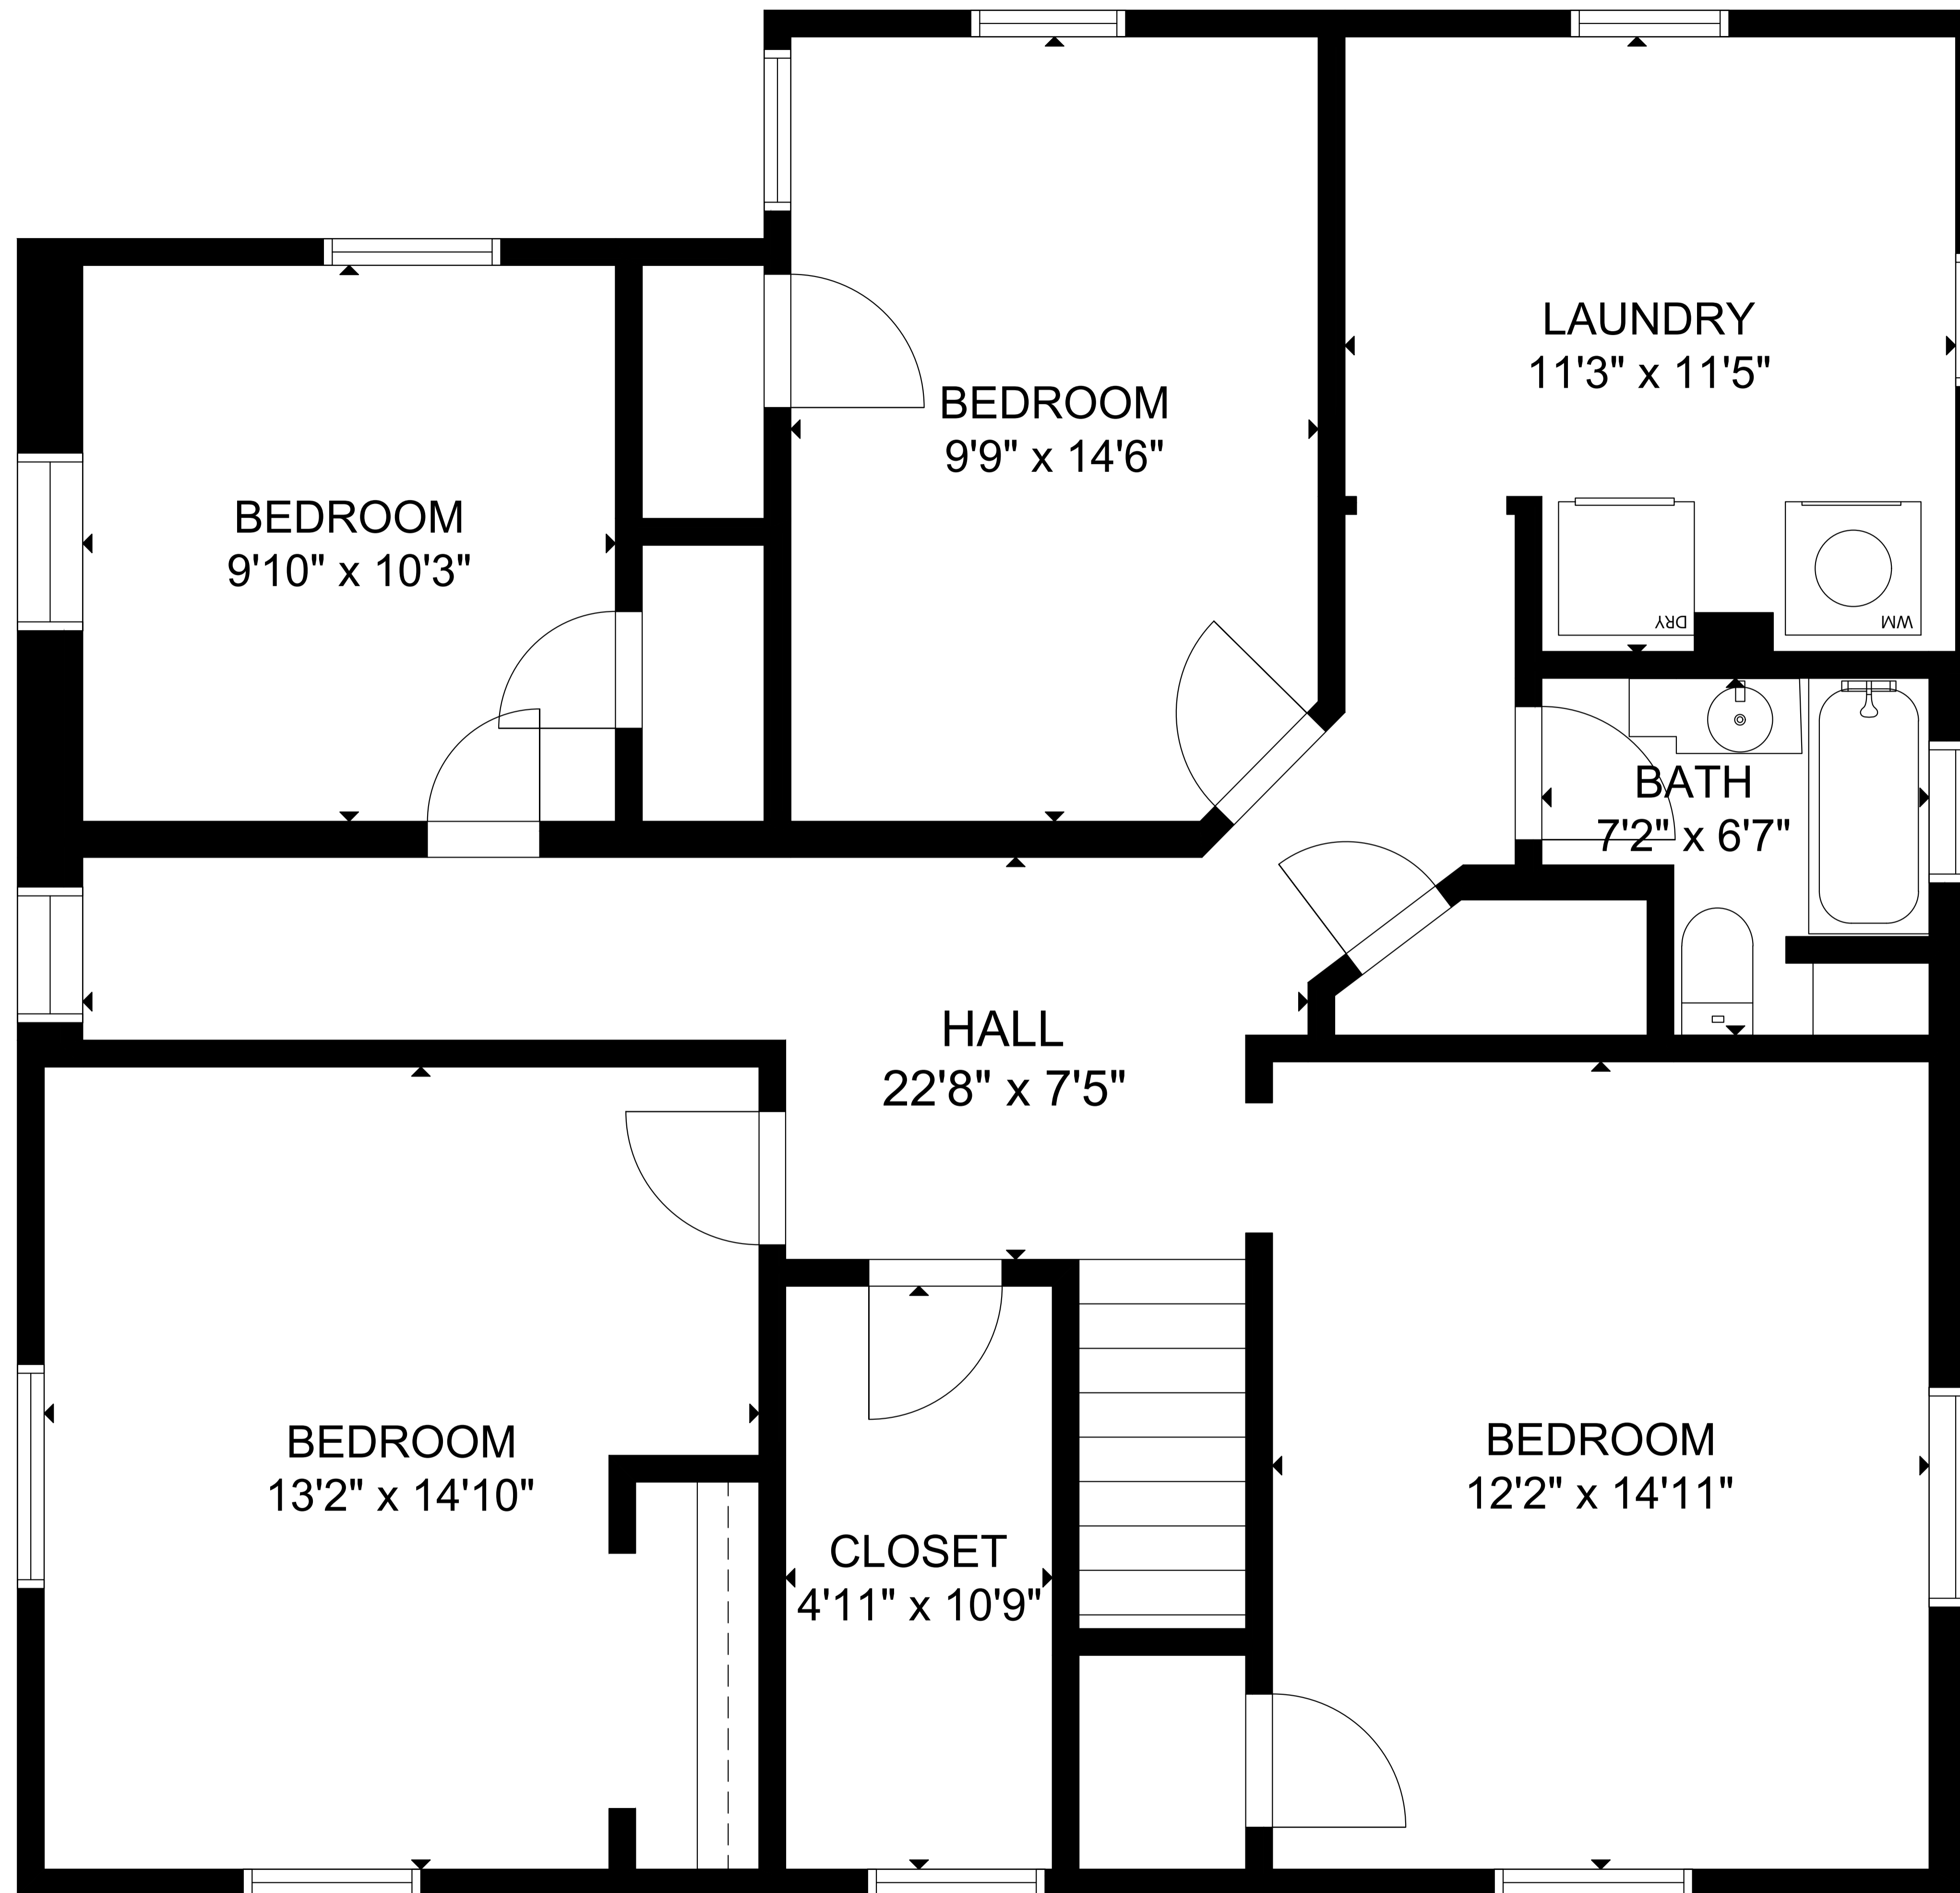 LAUNDRY
11'3" x 11'5"
BEDROOM
9'9" x 14'6"
BEDROOM
9'10" x 10'3"
DRY
WM
BATH
7'2" x 6'7"
HALL
22'8" x 7'5"
BEDROOM
13'2" x 14'10"
BEDROOM
12'2" x 14'11"
CLOSET
4'11" x 10'9"